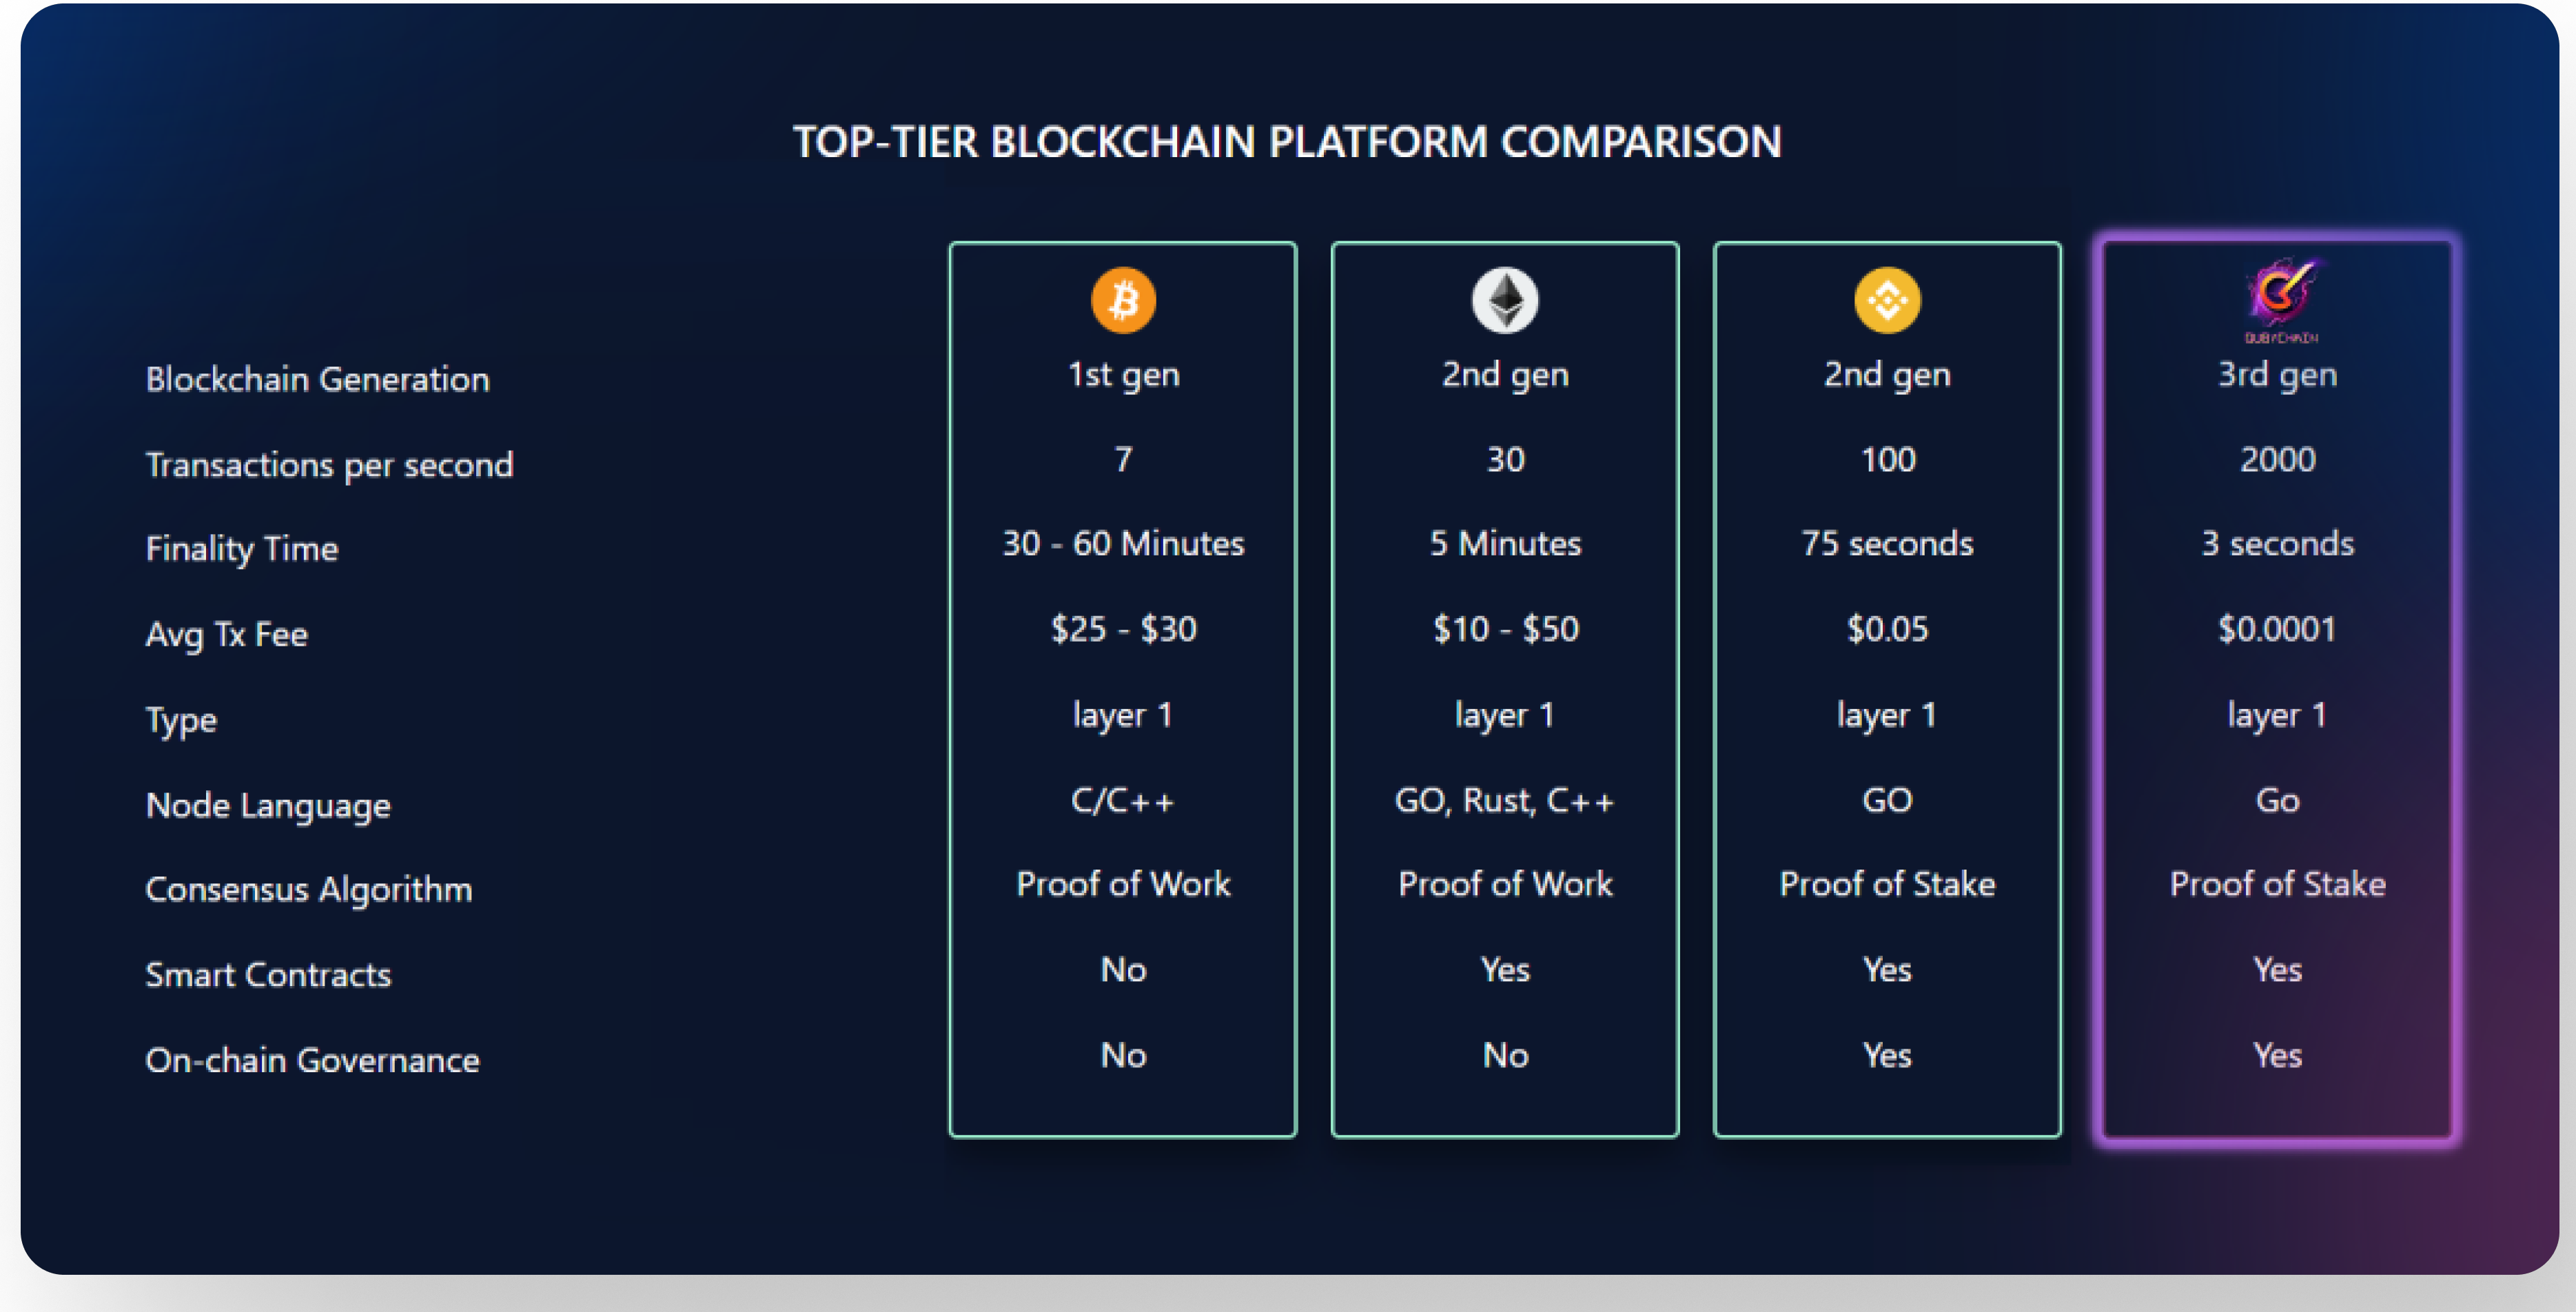 TOP-TIER BLOCKCHAIN PLATFORM COMPARISON
Blockchain Generation 1st gen 2nd gen 2nd gen 3rd gen
Transactions per second 7 30 100 2000
Finality Time 30 - 60 Minutes 5 Minutes 75 seconds 3 seconds
Avg Tx Fee $25 - $30 $10 - $50 $0.05 $0.0001
Type layer 1 layer 1 layer 1 layer 1
Node Language C/C++ GO, Rust, C++ GO Go
Consensus Algorithm Proof of Work Proof of Work Proof of Stake Proof of Stake
Smart Contracts No Yes Yes Yes
On-chain Governance No No Yes Yes